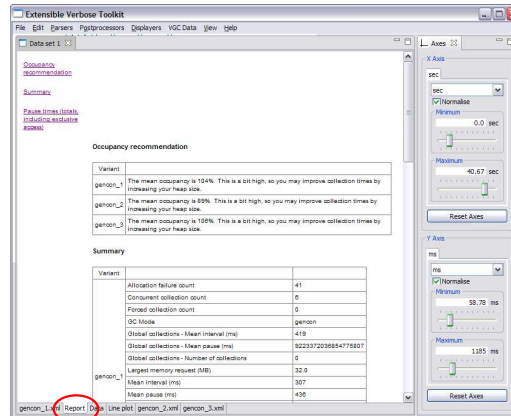 Extensible Verbose Toolkit
File Edit Parsers Postprocessors Displayers VGC Data View Help
Data set 1
Occupancy
recommendation
Summary
Pause times (totals,
including exclusive
access)
Occupancy recommendation
Variant
gencon_1 The mean occupancy is 104%. This is a bit high, so you may improve collection times by
increasing your heap size.
gencon_2 The mean occupancy is 89%. This is a bit high, so you may improve collection times by
increasing your heap size.
gencon_3 The mean occupancy is 106%. This is a bit high, so you may improve collection times by
increasing your heap size.
Summary
Variant
gencon_1
Allocation failure count 41
Concurrent collection count 6
Forced collection count 0
GC Mode gencon
Global collections - Mean interval (ms) 419
Global collections - Mean pause (ms) 9223372036854775807
Global collections - Number of collections 0
Largest memory request (MB) 32.0
Mean interval (ms) 307
Mean pause (ms) 436
gencon_1.xml Report Data Line plot gencon_2.xml gencon_3.xml
Axes
X Axis
sec
sec
Normalise
Minimum
0.0 sec
Maximum
40.67 sec
Reset Axes
Y Axis
ms
ms
Normalise
Minimum
58.78 ms
Maximum
1185 ms
Reset Axes